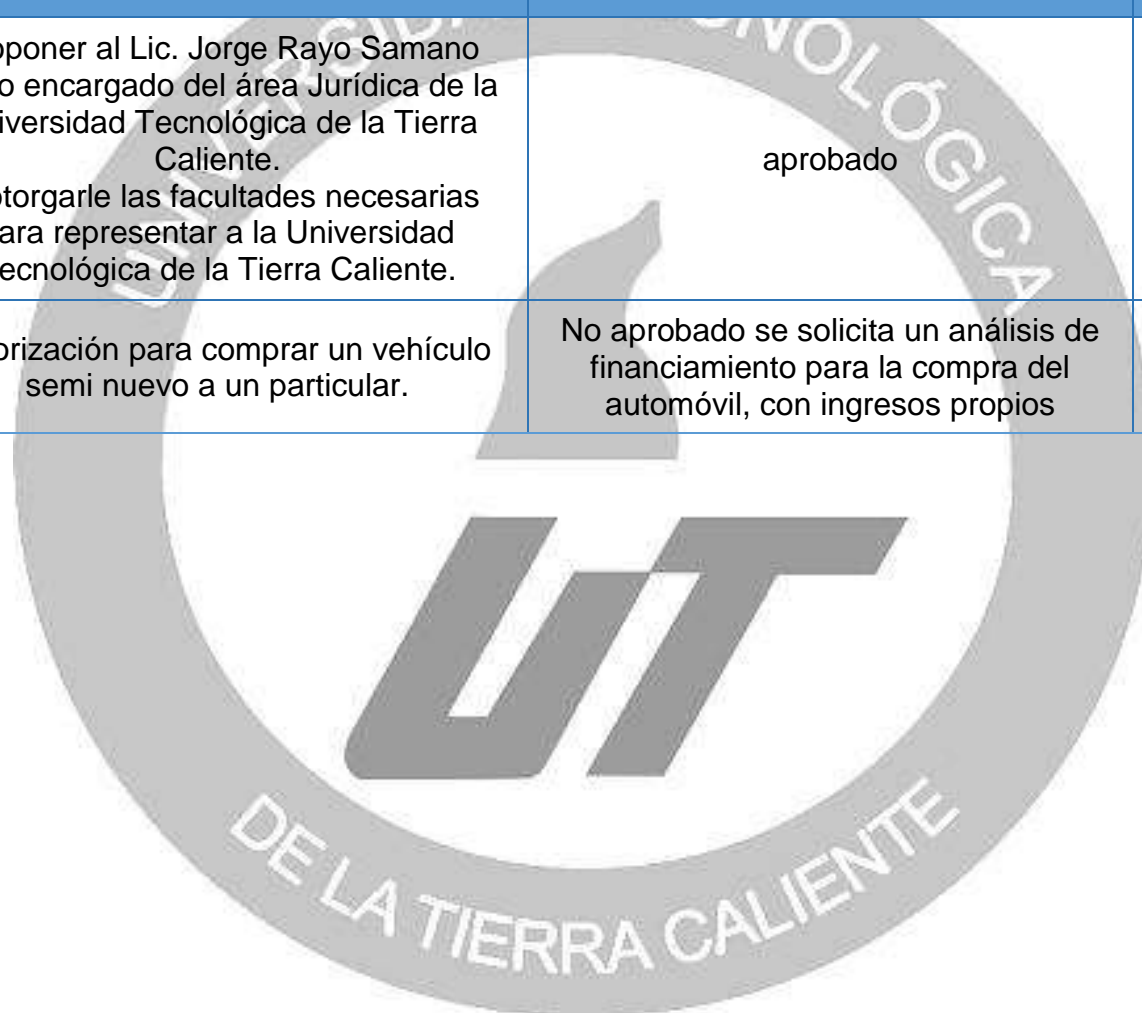 oponer al Lic. Jorge Rayo Samano
o encargado del área Jurídica de la
iversidad Tecnológica de la Tierra
Caliente.
otorgarle las facultades necesarias
ara representar a la Universidad
ecnológica de la Tierra Caliente.
aprobado
orización para comprar un vehículo
semi nuevo a un particular.
No aprobado se solicita un análisis de
financiamiento para la compra del
automóvil, con ingresos propios
UNIVERSIDA NOLÓGICA
UT
DE LA TIERRA CALIENTE